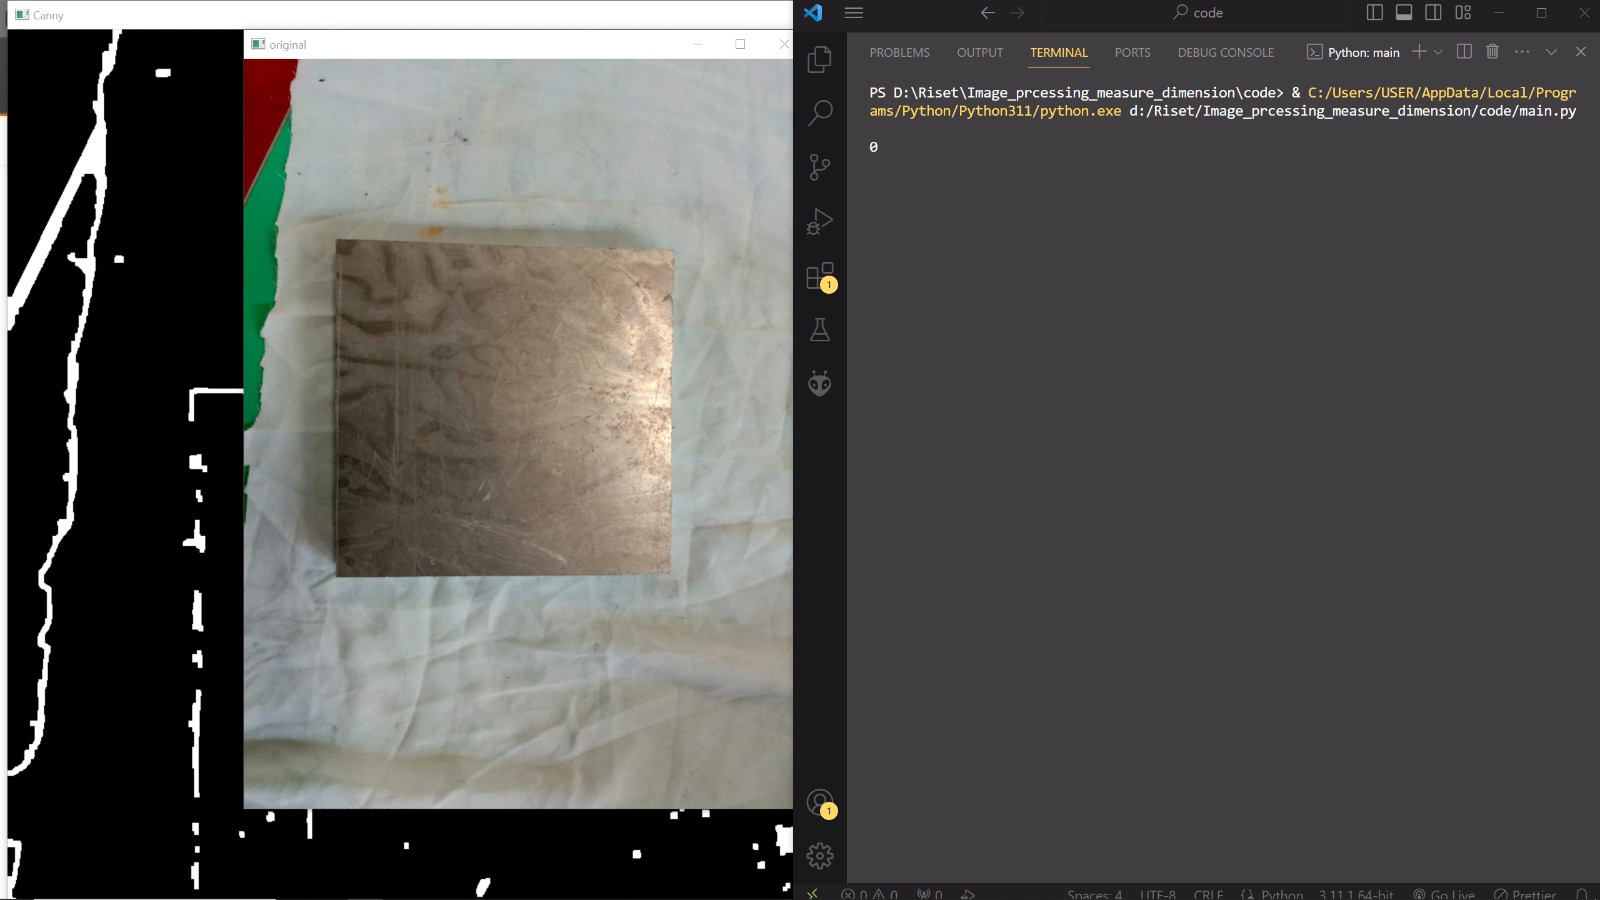 Canny
original
code
PROBLEMS OUTPUT TERMINAL PORTS DEBUG CONSOLE Python: main
PS D:\Riset\Image_prcessing_measure_dimension\code> & C:/Users/USER/AppData/Local/Progr
ams/Python/Python311/python.exe d:/Riset/Image_prcessing_measure_dimension/code/main.py
0
1
1
0 0 0 Spaces: 4 UTF-8 CRLF Python 3.11.1 64-bit Go Live Prettier